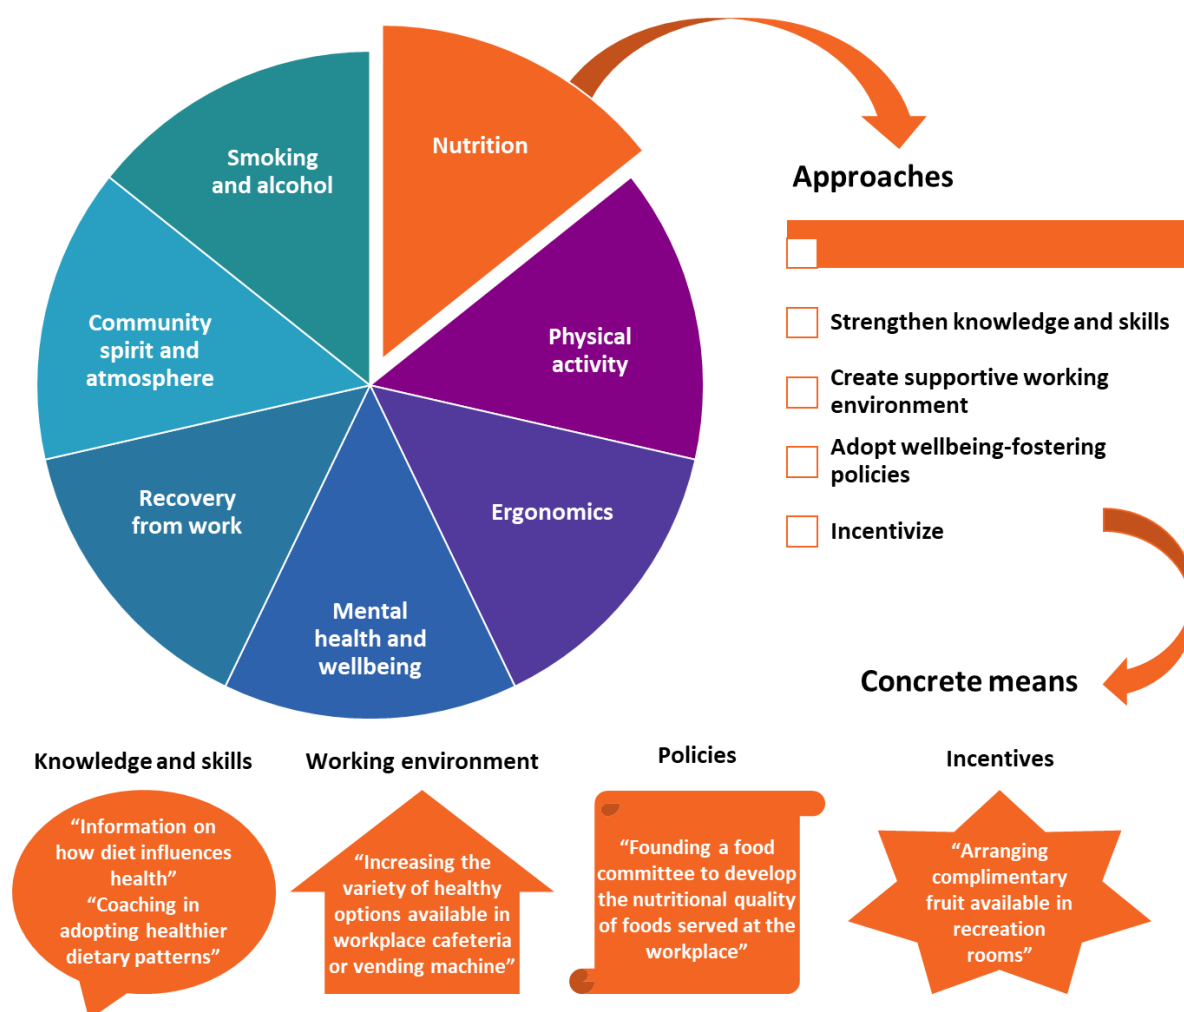 Nutrition
Smoking
and alcohol
Community
spirit and
atmosphere
Physical
activity
Recovery
from work
Ergonomics
Mental
health and
wellbeing
Approaches
Strengthen knowledge and skills
Create supportive working
environment
Adopt wellbeing-fostering
policies
Incentivize
Concrete means
Knowledge and skills
“Information on
how diet influences
health”
“Coaching in
adopting healthier
dietary patterns”
Working environment
“Increasing the
variety of healthy
options available in
workplace cafeteria
or vending machine”
Policies
“Founding a food
committee to develop
the nutritional quality
of foods served at the
workplace”
Incentives
“Arranging
complimentary
fruit available in
recreation
rooms”